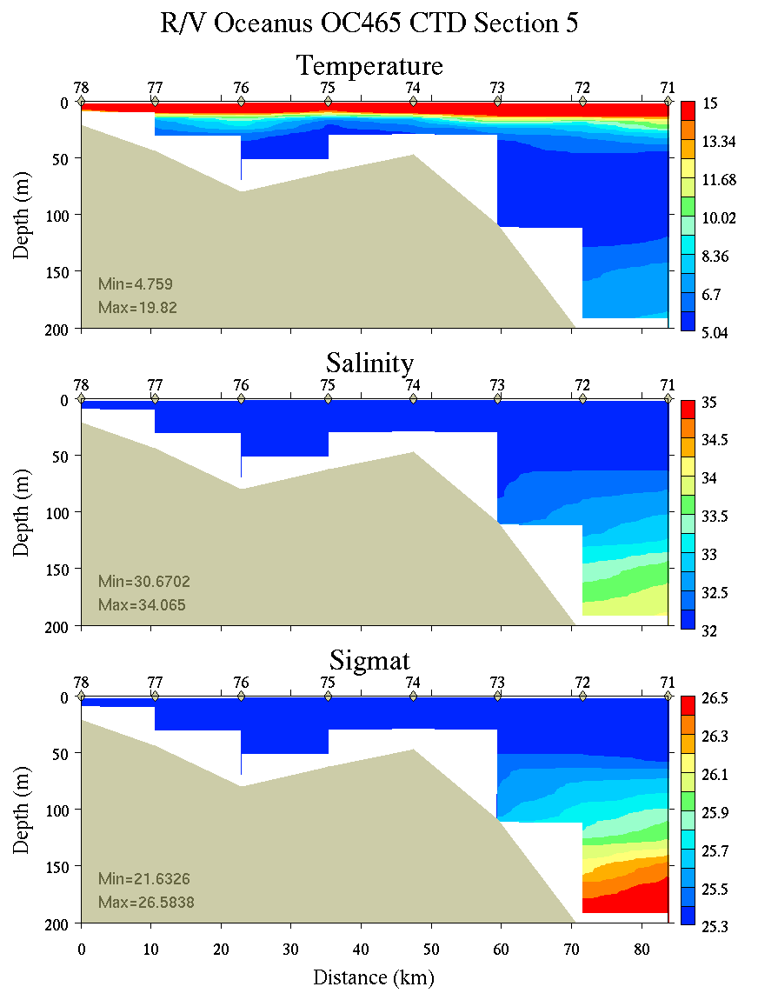 R/V Oceanus OC465 CTD Section 5
Temperature
78 77 76 75 74 73 72 71
0
50
100
150
200
Depth (m)
Min=4.759
Max=19.82
15
13.34
11.68
10.02
8.36
6.7
5.04
Salinity
78 77 76 75 74 73 72 71
0
50
100
150
200
Depth (m)
Min=30.6702
Max=34.065
35
34.5
34
33.5
33
32.5
32
Sigmat
78 77 76 75 74 73 72 71
0
50
100
150
200
Depth (m)
Min=21.6326
Max=26.5838
26.5
26.3
26.1
25.9
25.7
25.5
25.3
0 10 20 30 40 50 60 70 80
Distance (km)